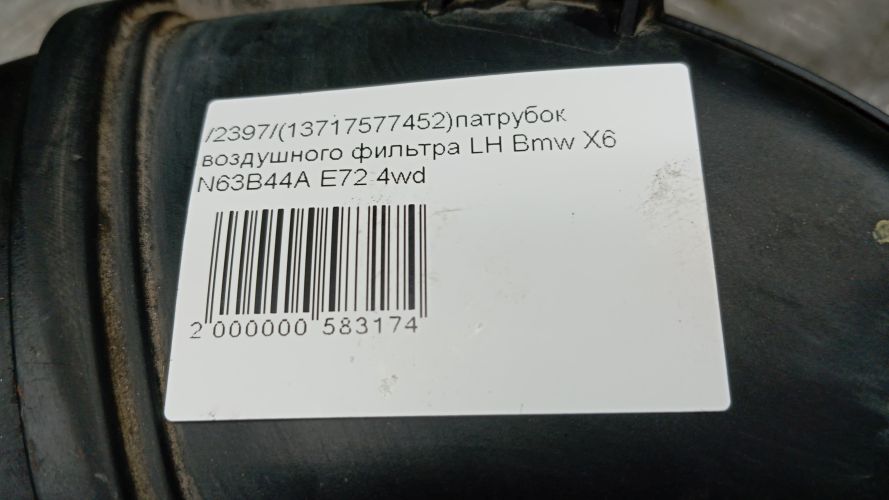 /2397/(13717577452)патрубок
воздушного фильтра LH Bmw X6
N63B44A E72 4wd
2 000000 583174